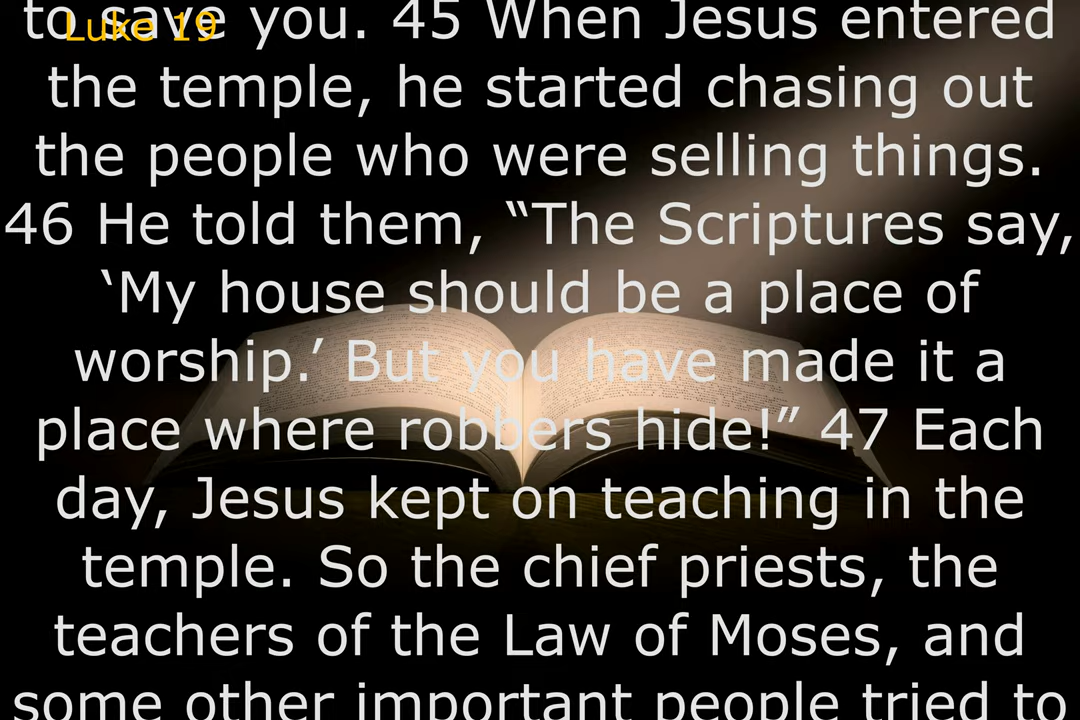 Luke 19
to save you. 45 When Jesus entered
the temple, he started chasing out
the people who were selling things.
46 He told them, “The Scriptures say,
‘My house should be a place of
worship.’ But you have made it a
place where robbers hide!” 47 Each
day, Jesus kept on teaching in the
temple. So the chief priests, the
teachers of the Law of Moses, and
some other important people tried to